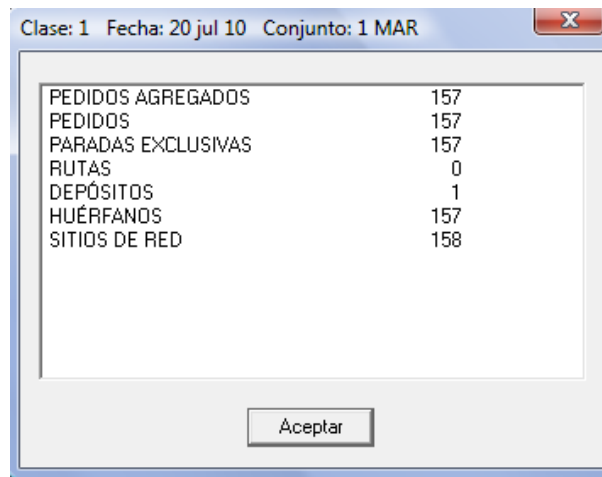 Clase: 1 Fecha: 20 jul 10 Conjunto: 1 MAR
PEDIDOS AGREGADOS 157
PEDIDOS 157
PARADAS EXCLUSIVAS 157
RUTAS 0
DEPÓSITOS 1
HUÉRFANOS 157
SITIOS DE RED 158
Aceptar